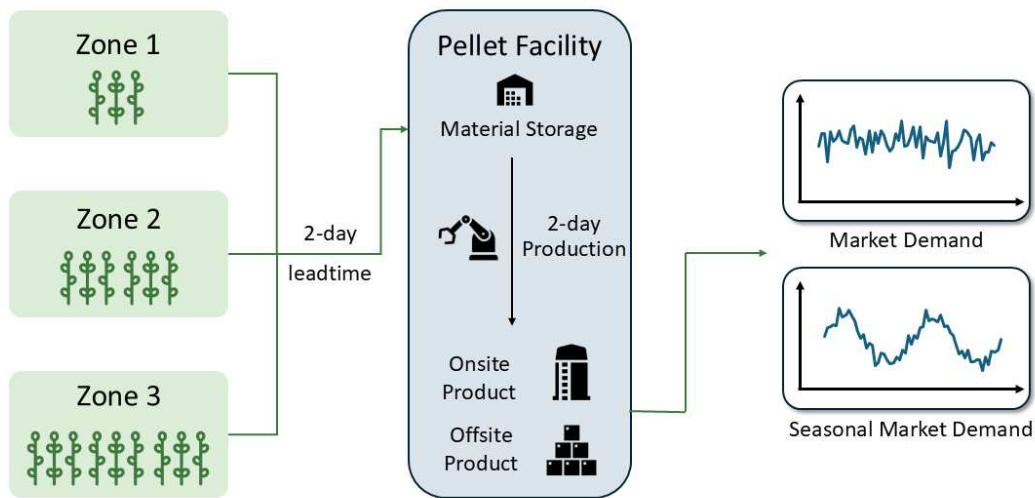 Zone 1
Zone 2
Zone 3
2-day
leadtime
Pellet Facility
Material Storage
2-day
Production
Onsite
Product
Offsite
Product
Market Demand
Seasonal Market Demand